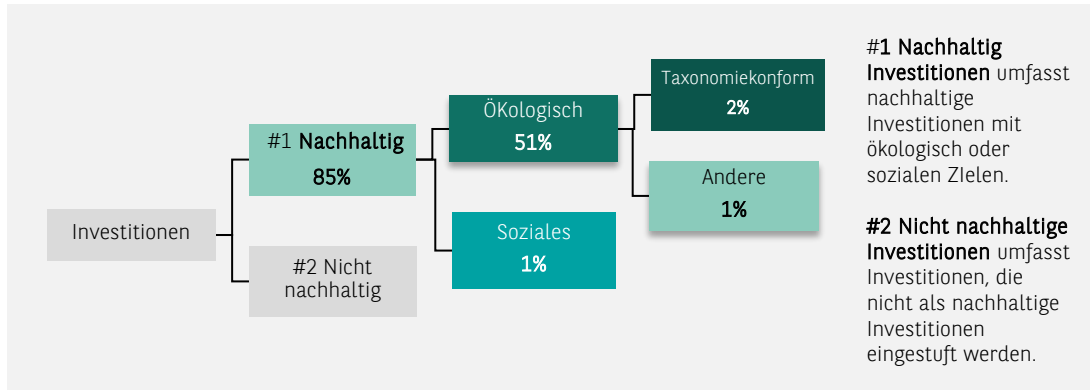 Investitionen
#1 Nachhaltig
85%
#2 Nicht
nachhaltig
Ökologisch
51%
Soziales
1%
Taxonomiekonform
2%
Andere
1%
#1 Nachhaltig
Investitionen umfasst
nachhaltige
Investitionen mit
ökologisch oder
sozialen ZIelen.
#2 Nicht nachhaltige
Investitionen umfasst
Investitionen, die
nicht als nachhaltige
Investitionen
eingestuft werden.